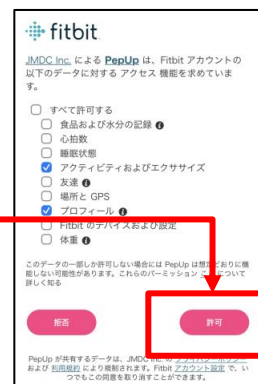 fitbit
JMDC Inc. による PepUp は、Fitbit アカウントの
以下のデータに対する アクセス 機能を求めていま
す。
すべて許可する
食品および水分の記録
心拍数
睡眠状態
アクティビティおよびエクササイズ
友達
場所と GPS
プロフィール
Fitbit のデバイスおよび設定
体重
このデータの一部しか許可しない場合には PepUp は想定どおりに機
能しない可能性があります。これらのパーミッション について
詳しく知る
拒否
許可
PepUp が共有するデータは、JMDC Inc. の プライバシーポリシー
および 利用規約 により規制されます。Fitbit アカウント設定 で、い
つでもこの同意を取り消すことができます。